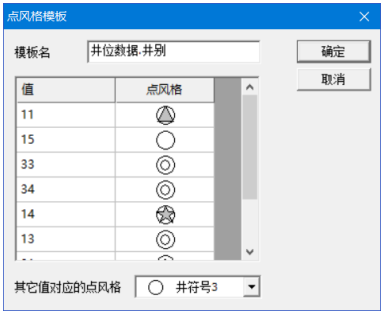 点风格模板
模板名 井位数据.井别 确定
取消
值 点风格
11
15
33
34
14
13
其它值对应的点风格 井符号3